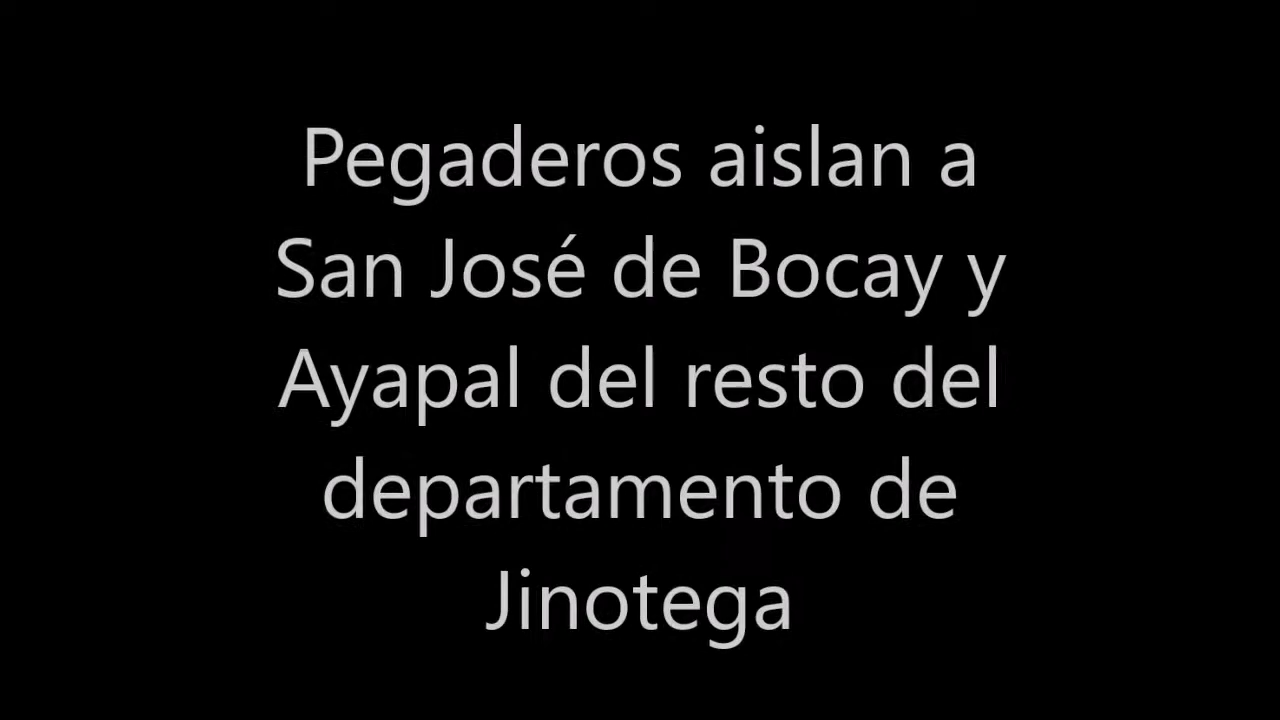 Pegaderos aislan a
San José de Bocay y
Ayapal del resto del
departamento de
Jinotega